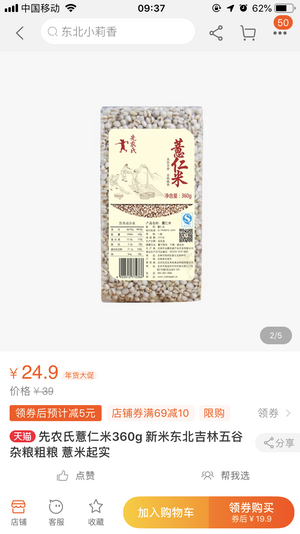 中国移动
09:37
62%
东北小莉香
50
贡
先农氏
薏仁米
净含量：360g
2/5
¥24.9 年货大促
价格 ¥39
领券后预计减5元 店铺券满69减10 限购 领券
天猫 先农氏薏仁米360g 新米东北吉林五谷
杂粮粗粮 薏米起实
分享
点赞 帮我选
店铺 客服 收藏
加入购物车
领券购买
券后¥19.9